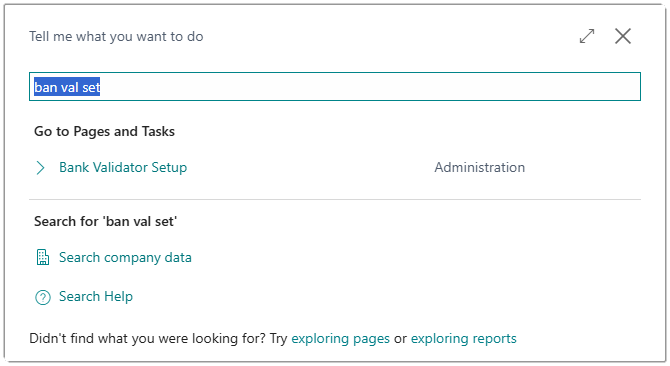 Tell me what you want to do
ban val set
Go to Pages and Tasks
Bank Validator Setup Administration
Search for 'ban val set'
Search company data
Search Help
Didn't find what you were looking for? Try exploring pages or exploring reports